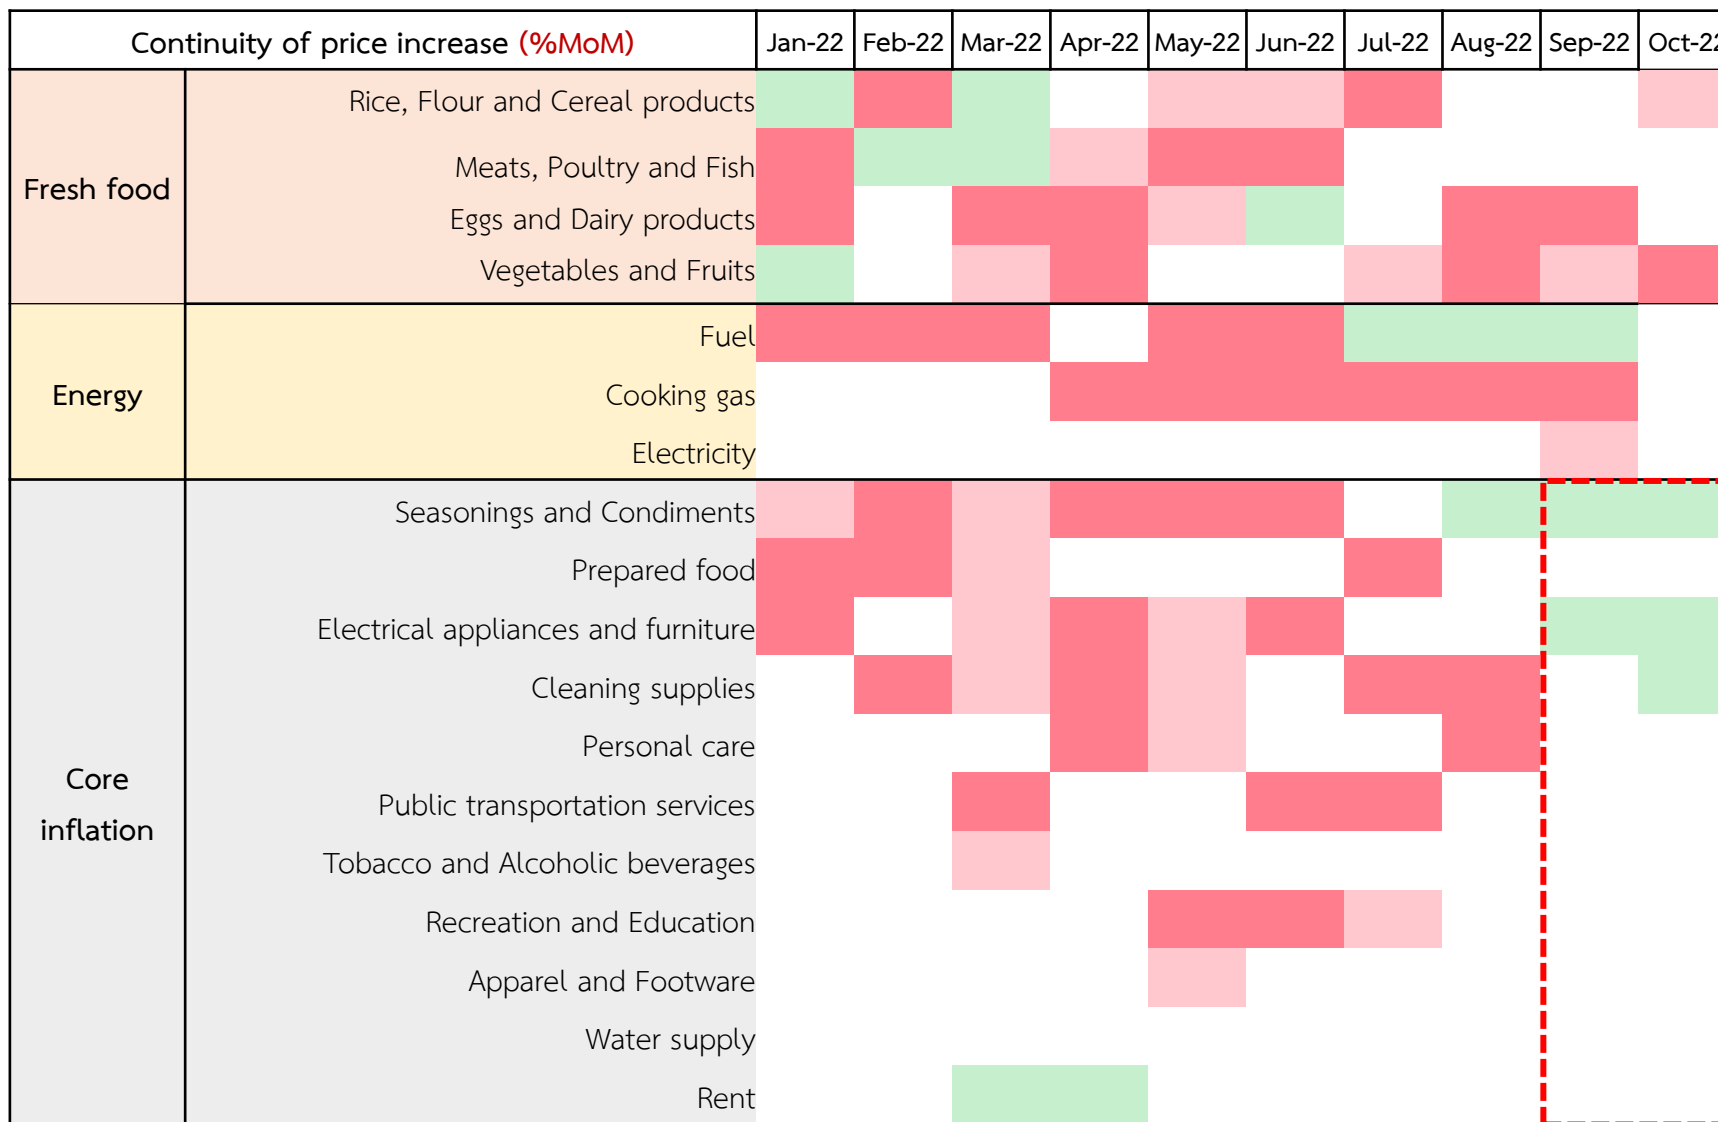 Continuity of price increase (%MoM) Jan-22 Feb-22 Mar-22 Apr-22 May-22 Jun-22 Jul-22 Aug-22 Sep-22 Oct-22
Fresh food
Rice, Flour and Cereal products
Meats, Poultry and Fish
Eggs and Dairy products
Vegetables and Fruits
Energy
Fuel
Cooking gas
Electricity
Core
inflation
Seasonings and Condiments
Prepared food
Electrical appliances and furniture
Cleaning supplies
Personal care
Public transportation services
Tobacco and Alcoholic beverages
Recreation and Education
Apparel and Footware
Water supply
Rent